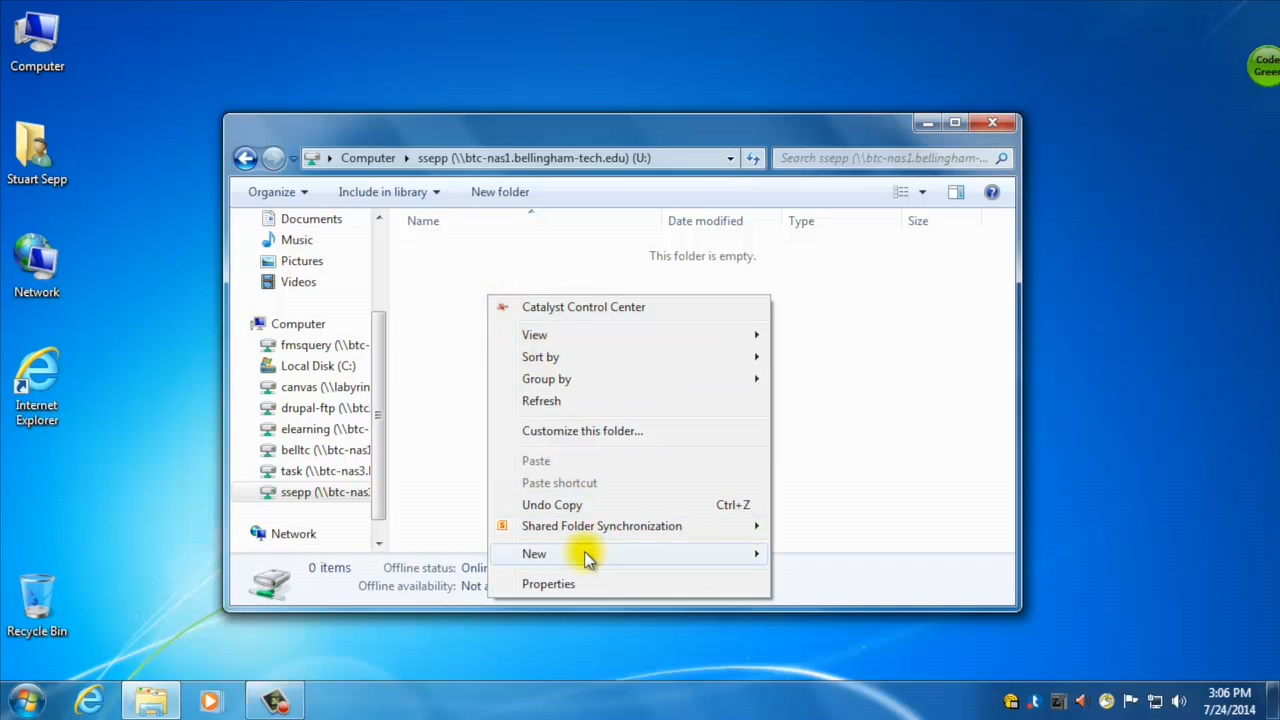 Computer
Stuart Sepp
Network
Internet
Explorer
Recycle Bin
Code
Green
Computer ssepp (\\btc-nas1.bellingham-tech.edu) (U:)
Search ssepp (\\btc-nas1.bellingham-...
Organize Include in library New folder
Documents
Music
Pictures
Videos
Computer
fmsquery (\\btc-
Local Disk (C:)
canvas (\\labyrin
drupal-ftp (\\btc-
elearning (\\btc-
belltc (\\btc-nas1
task (\\btc-nas3.l
ssepp (\\btc-nas1
Network
Name Date modified Type Size
This folder is empty.
Catalyst Control Center
View
Sort by
Group by
Refresh
Customize this folder...
Paste
Paste shortcut
Undo Copy Ctrl+Z
Shared Folder Synchronization
New
Properties
0 items Offline status: Onlin
Offline availability: Not a
3:06 PM
7/24/2014